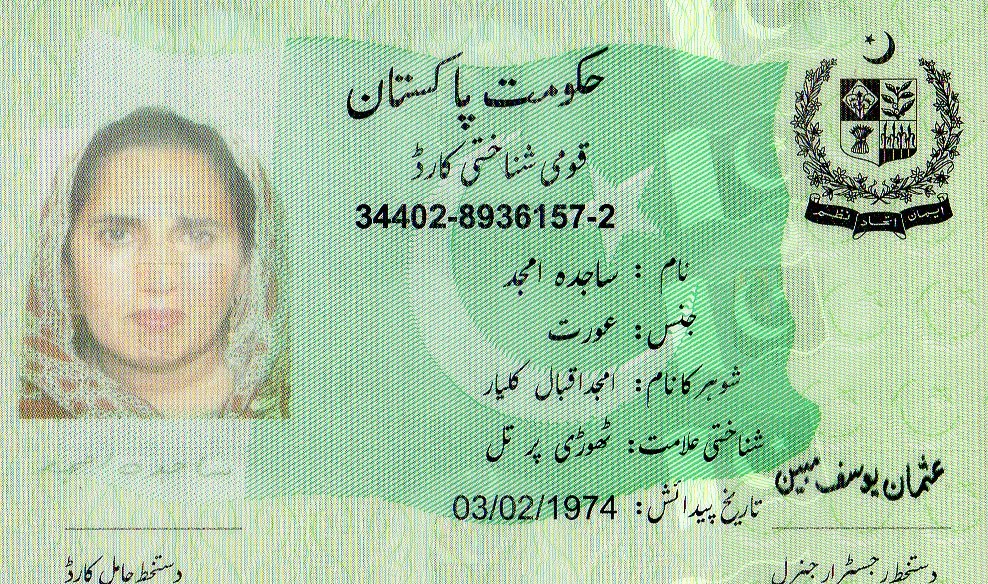 حکومت پاکستان
قومی شناختی کارڈ
34402-8936157-2
نام : ساجدہ امجد
جنس: عورت
شوہر کا نام: امجد اقبال کلیار
شناختی علامت: ٹھوڑی پر تل
تاریخ پیدائش: 03/02/1974
ایمان اتحاد نظم
عثمان یوسف مبین
دستخط رجسٹرار جنرل
دستخط حامل کارڈ